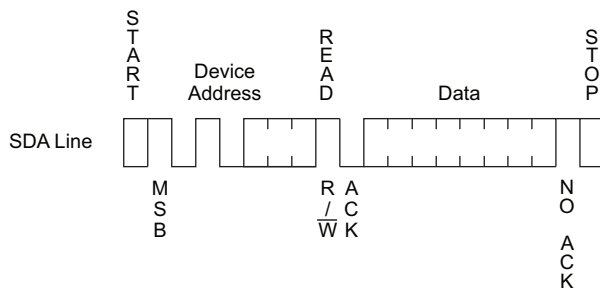 START
Device
Address
READ
Data
STOP
SDA Line
MSB
R/W
ACK
NO ACK